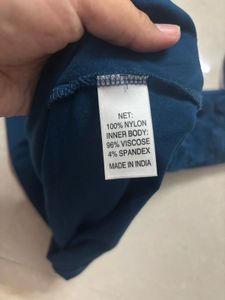 NET:
100% NYLON
INNER BODY:
96% VISCOSE
4% SPANDEX
MADE IN INDIA